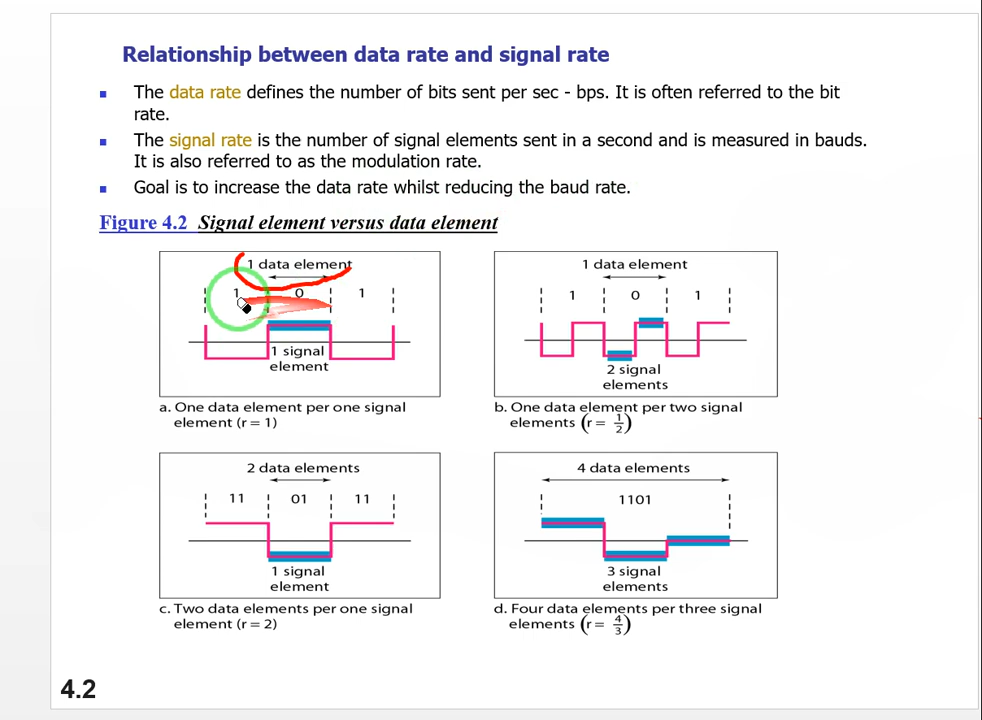 Relationship between data rate and signal rate
The data rate defines the number of bits sent per sec - bps. It is often referred to the bit
rate.
The signal rate is the number of signal elements sent in a second and is measured in bauds.
It is also referred to as the modulation rate.
Goal is to increase the data rate whilst reducing the baud rate.
Figure 4.2 Signal element versus data element
1 data element
1 0 1
1 signal
element
a. One data element per one signal
element (r = 1)
1 data element
1 0 1
2 signal
elements
b. One data element per two signal
elements (r = 1/2)
2 data elements
11 01 11
1 signal
element
c. Two data elements per one signal
element (r = 2)
4 data elements
1101
3 signal
elements
d. Four data elements per three signal
elements (r = 4/3)
4.2